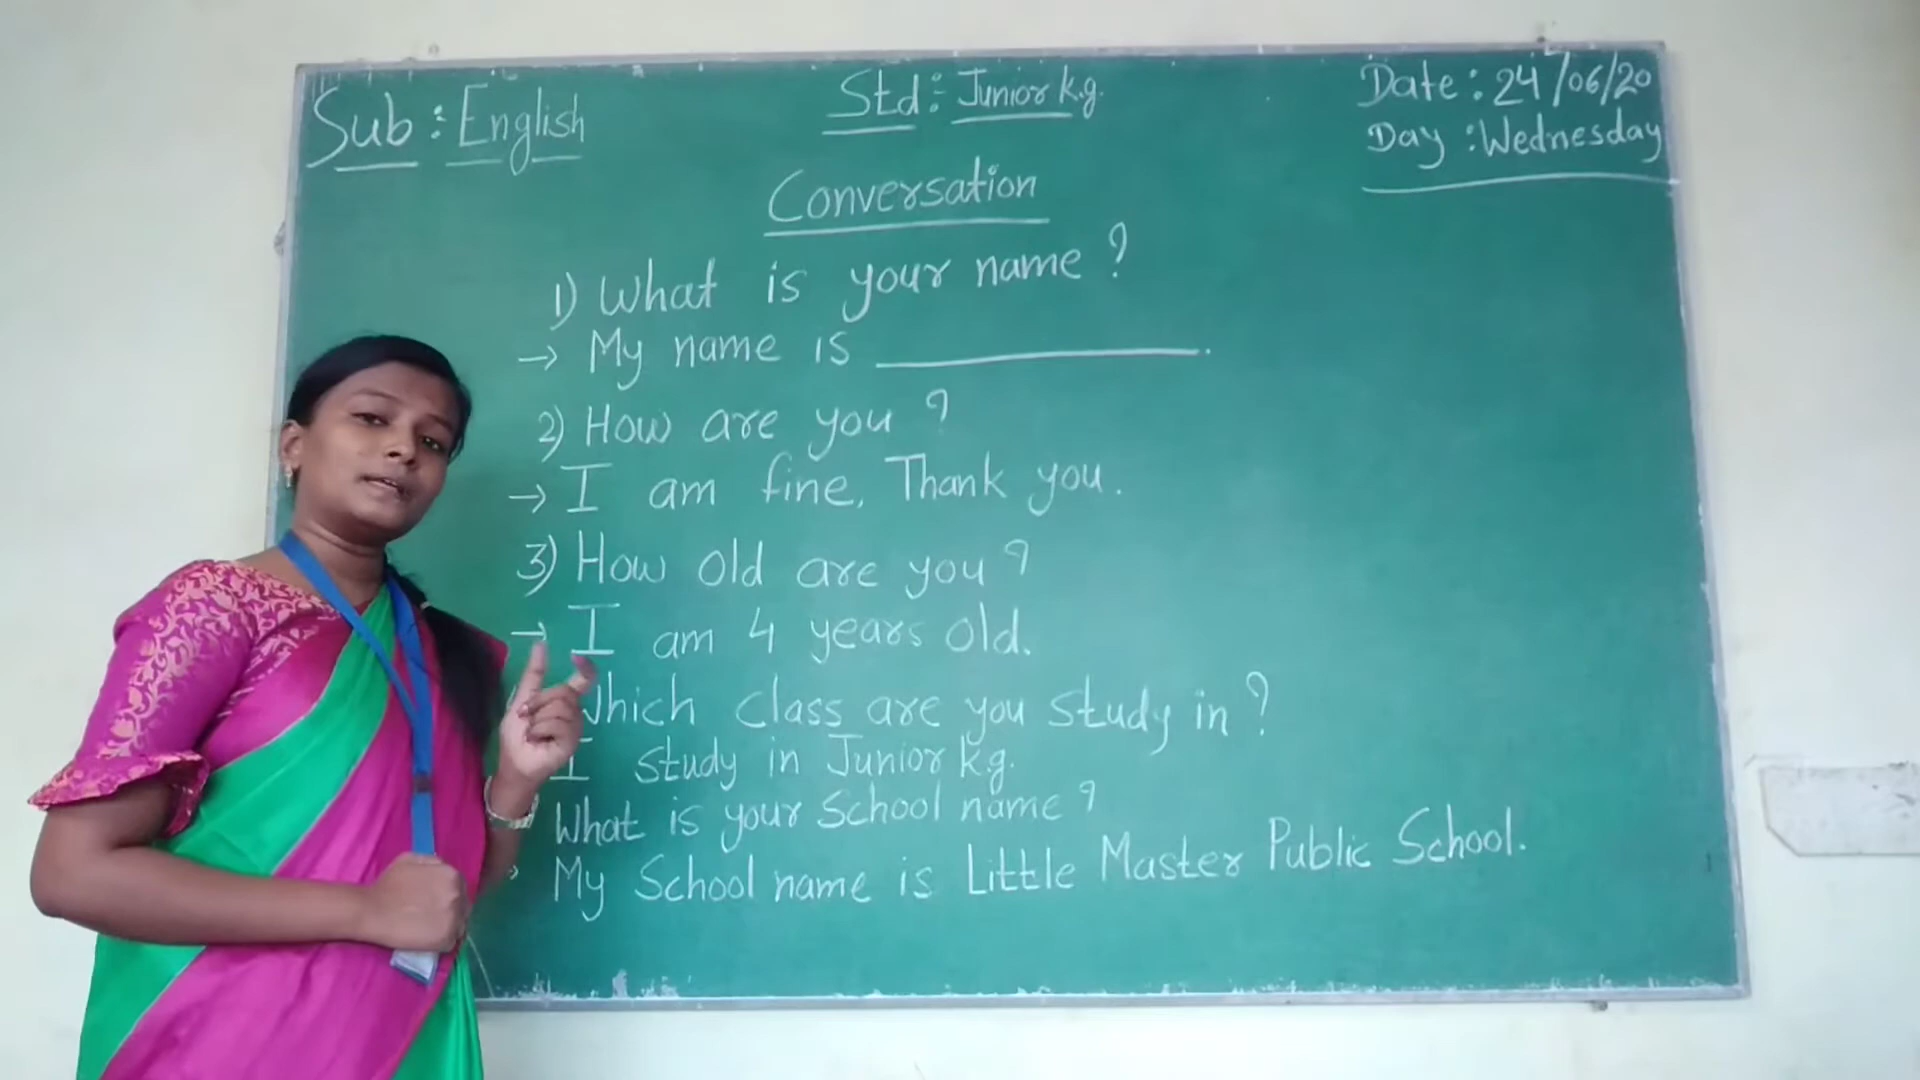 Sub : English
Std : Junior k.g.
Date : 24/06/20
Day : Wednesday
Conversation
1) What is your name ?
→ My name is __________.
2) How are you ?
→ I am fine, Thank you.
3) How old are you ?
→ I am 4 years old.
Which class are you study in ?
I study in Junior k.g.
What is your School name ?
My School name is Little Master Public School.